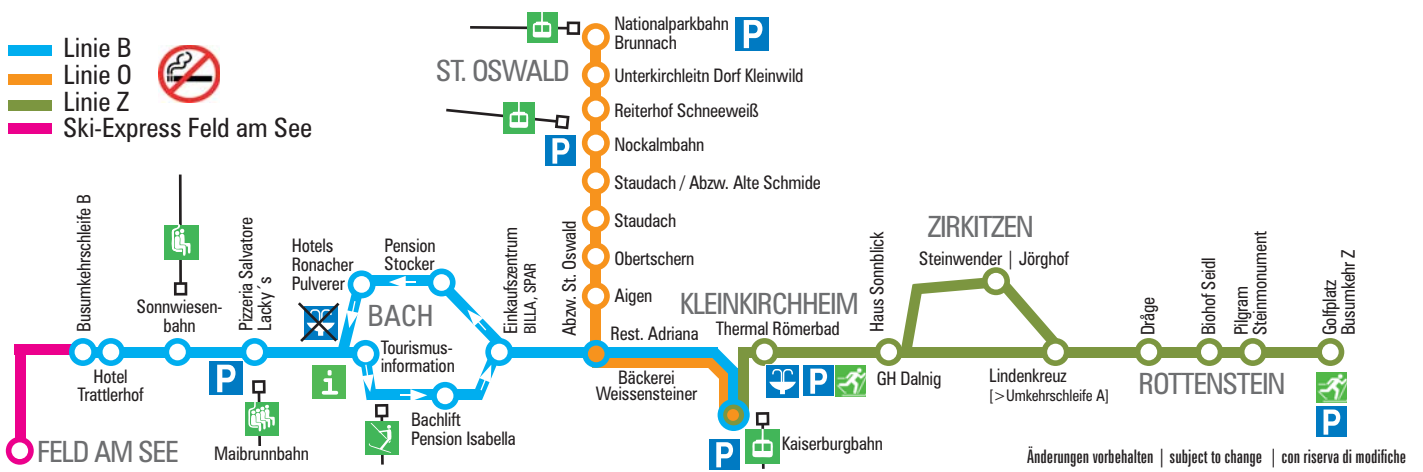 Linie B
Linie O
Linie Z
Ski-Express Feld am See
ST. OSWALD
Nationalparkbahn
Brunnach
P
Unterkirchleitn Dorf Kleinwild
Reiterhof Schneeweiß
P
Nockalmbahn
Staudach / Abzw. Alte Schmide
Staudach
Obertschern
Aigen
Abzw. St. Oswald
Rest. Adriana
Bäckerei
Weissensteiner
FELD AM SEE
Busumkehrschleife B
Hotel
Trattlerhof
Sonnwiesen-
bahn
Pizzeria Salvatore
Lacky´s
P
Maibrunnbahn
Hotels
Ronacher
Pulverer
Pension
Stocker
BACH
Tourismus-
information
i
Bachlift
Pension Isabella
Einkaufszentrum
BILLA, SPAR
KLEINKIRCHHEIM
Thermal Römerbad
P
P
Kaiserburgbahn
Haus Sonnblick
GH Dalnig
ZIRKITZEN
Steinwender | Jörghof
Lindenkreuz
[>Umkehrschleife A]
Dråge
Biohof Seidl
Pilgram
Steinmonument
Golfplatz
Busumkehr Z
ROTTENSTEIN
P
Änderungen vorbehalten | subject to change | con riserva di modifiche